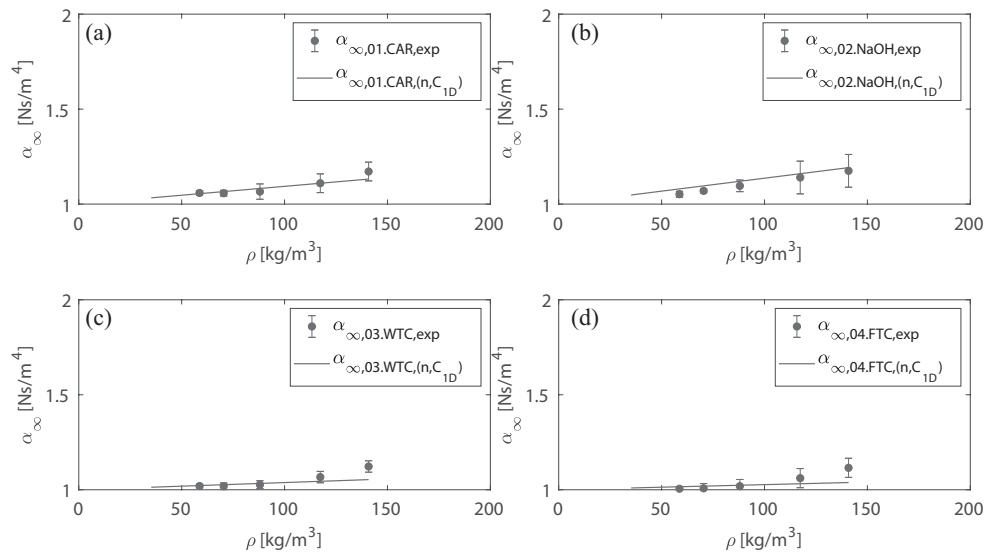 (a)
2
1.5
1
α∞ [Ns/m⁴]
α∞,01.CAR,exp
α∞,01.CAR,(n,C1D)
0 50 100 150 200
ρ [kg/m³]
(b)
2
1.5
1
α∞ [Ns/m⁴]
α∞,02.NaOH,exp
α∞,02.NaOH,(n,C1D)
0 50 100 150 200
ρ [kg/m³]
(c)
2
1.5
1
α∞ [Ns/m⁴]
α∞,03.WTC,exp
α∞,03.WTC,(n,C1D)
0 50 100 150 200
ρ [kg/m³]
(d)
2
1.5
1
α∞ [Ns/m⁴]
α∞,04.FTC,exp
α∞,04.FTC,(n,C1D)
0 50 100 150 200
ρ [kg/m³]